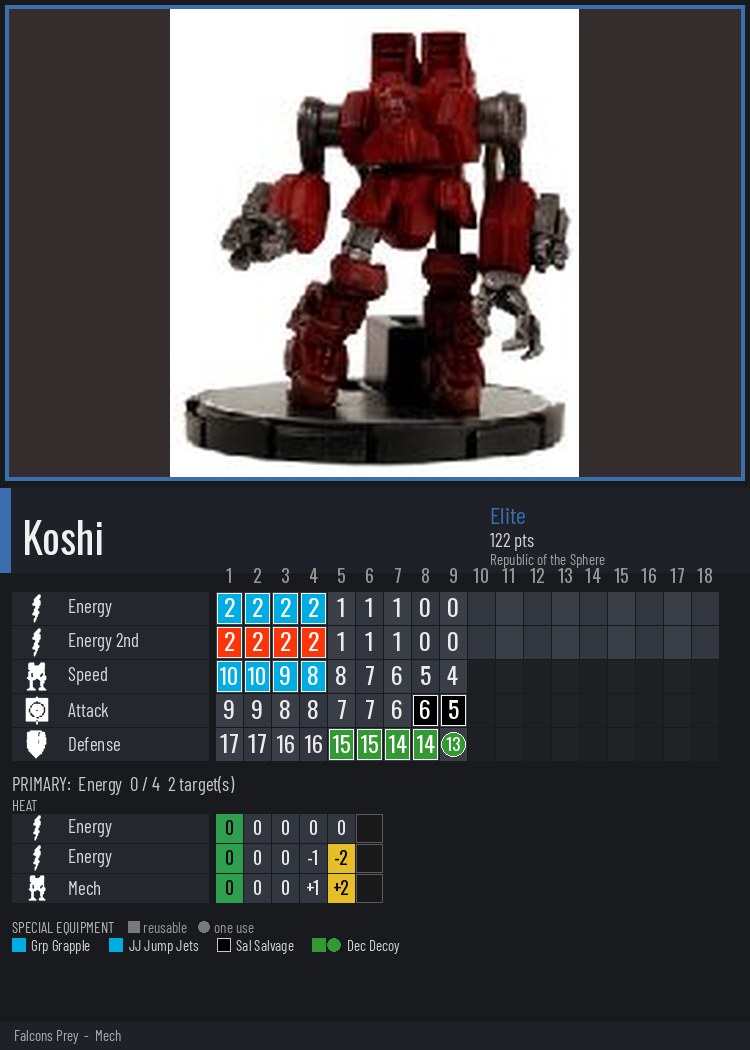 Koshi
Elite
122 pts
Republic of the Sphere
1 2 3 4 5 6 7 8 9 10 11 12 13 14 15 16 17 18
Energy 2 2 2 2 1 1 1 0 0
Energy 2nd 2 2 2 2 1 1 1 0 0
Speed 10 10 9 8 8 7 6 5 4
Attack 9 9 8 8 7 7 6 6 5
Defense 17 17 16 16 15 15 14 14 13
PRIMARY: Energy 0 / 4 2 target(s)
HEAT
Energy 0 0 0 0 0
Energy 0 0 0 -1 -2
Mech 0 0 0 +1 +2
SPECIAL EQUIPMENT reusable one use
Grp Grapple JJ Jump Jets Sal Salvage Dec Decoy
Falcons Prey - Mech